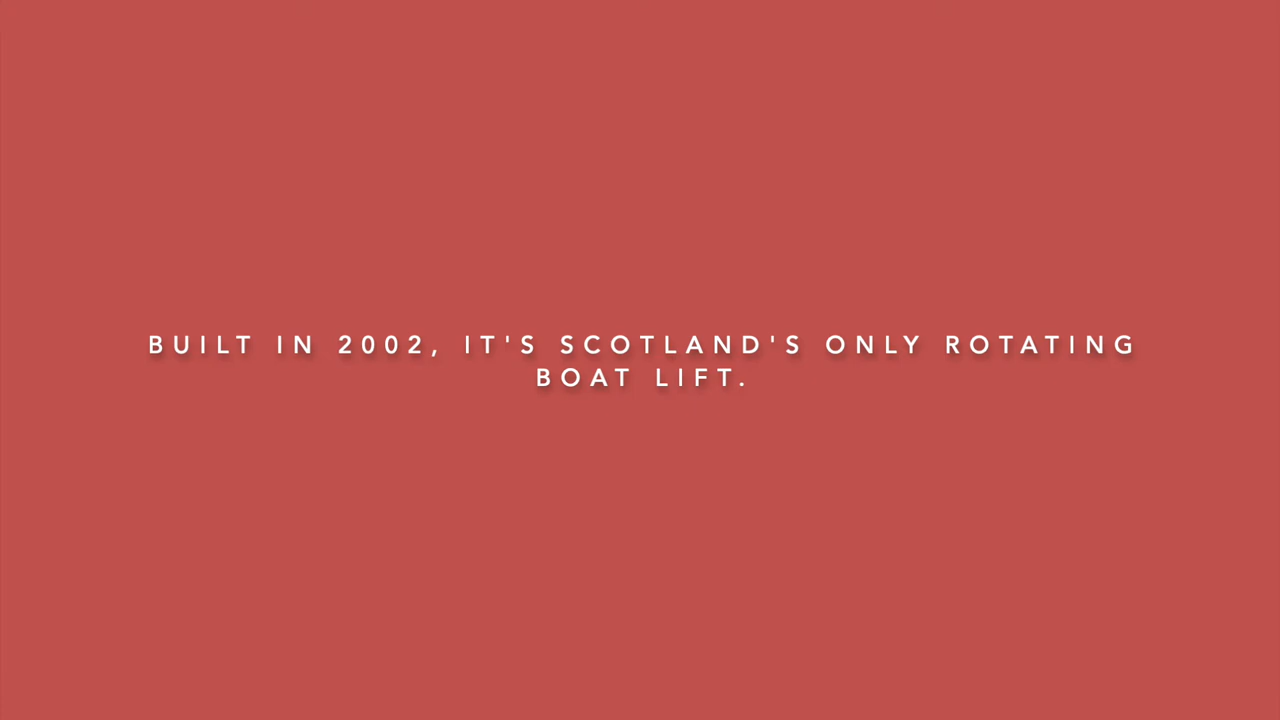 BUILT IN 2002, IT'S SCOTLAND'S ONLY ROTATING
BOAT LIFT.